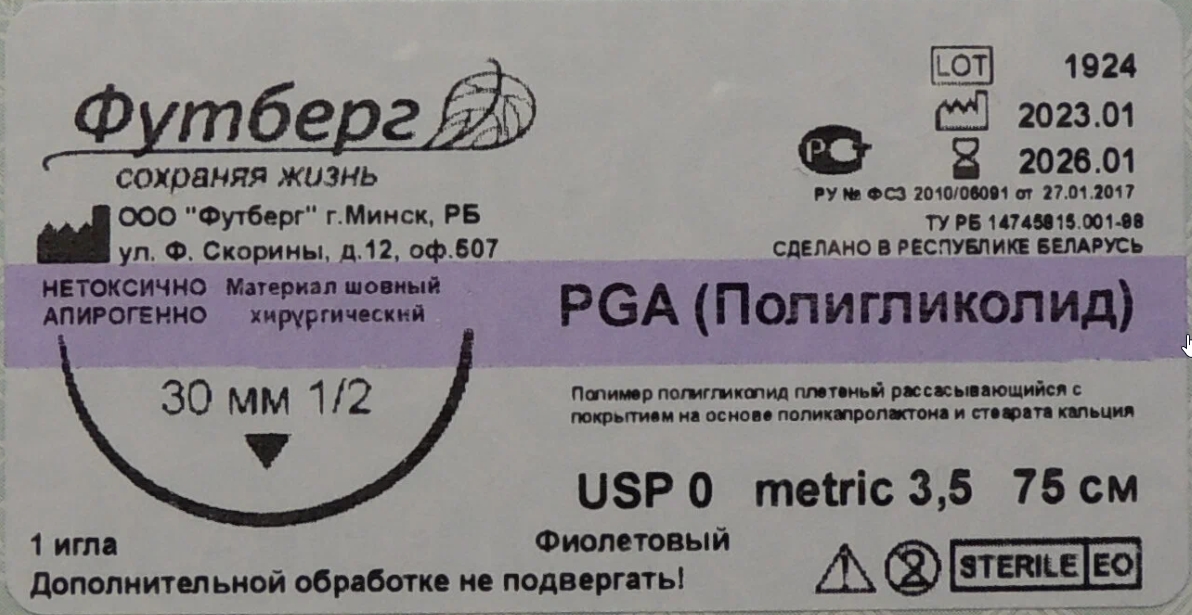 Футберг
сохраняя жизнь
ООО "Футберг" г.Минск, РБ
ул. Ф. Скорины, д.12, оф.507
LOT 1924
2023.01
2026.01
РСТ
РУ № ФСЗ 2010/06091 от 27.01.2017
ТУ РБ 14745815.001-98
СДЕЛАНО В РЕСПУБЛИКЕ БЕЛАРУСЬ
НЕТОКСИЧНО Материал шовный
АПИРОГЕННО хирургический
PGA (Полигликолид)
30 мм 1/2
Полимер полигликолид плетеный рассасывающийся с
покрытием на основе поликапролактона и стеарата кальция
USP 0 metric 3,5 75 см
1 игла
Фиолетовый
Дополнительной обработке не подвергать!
2
STERILE EO